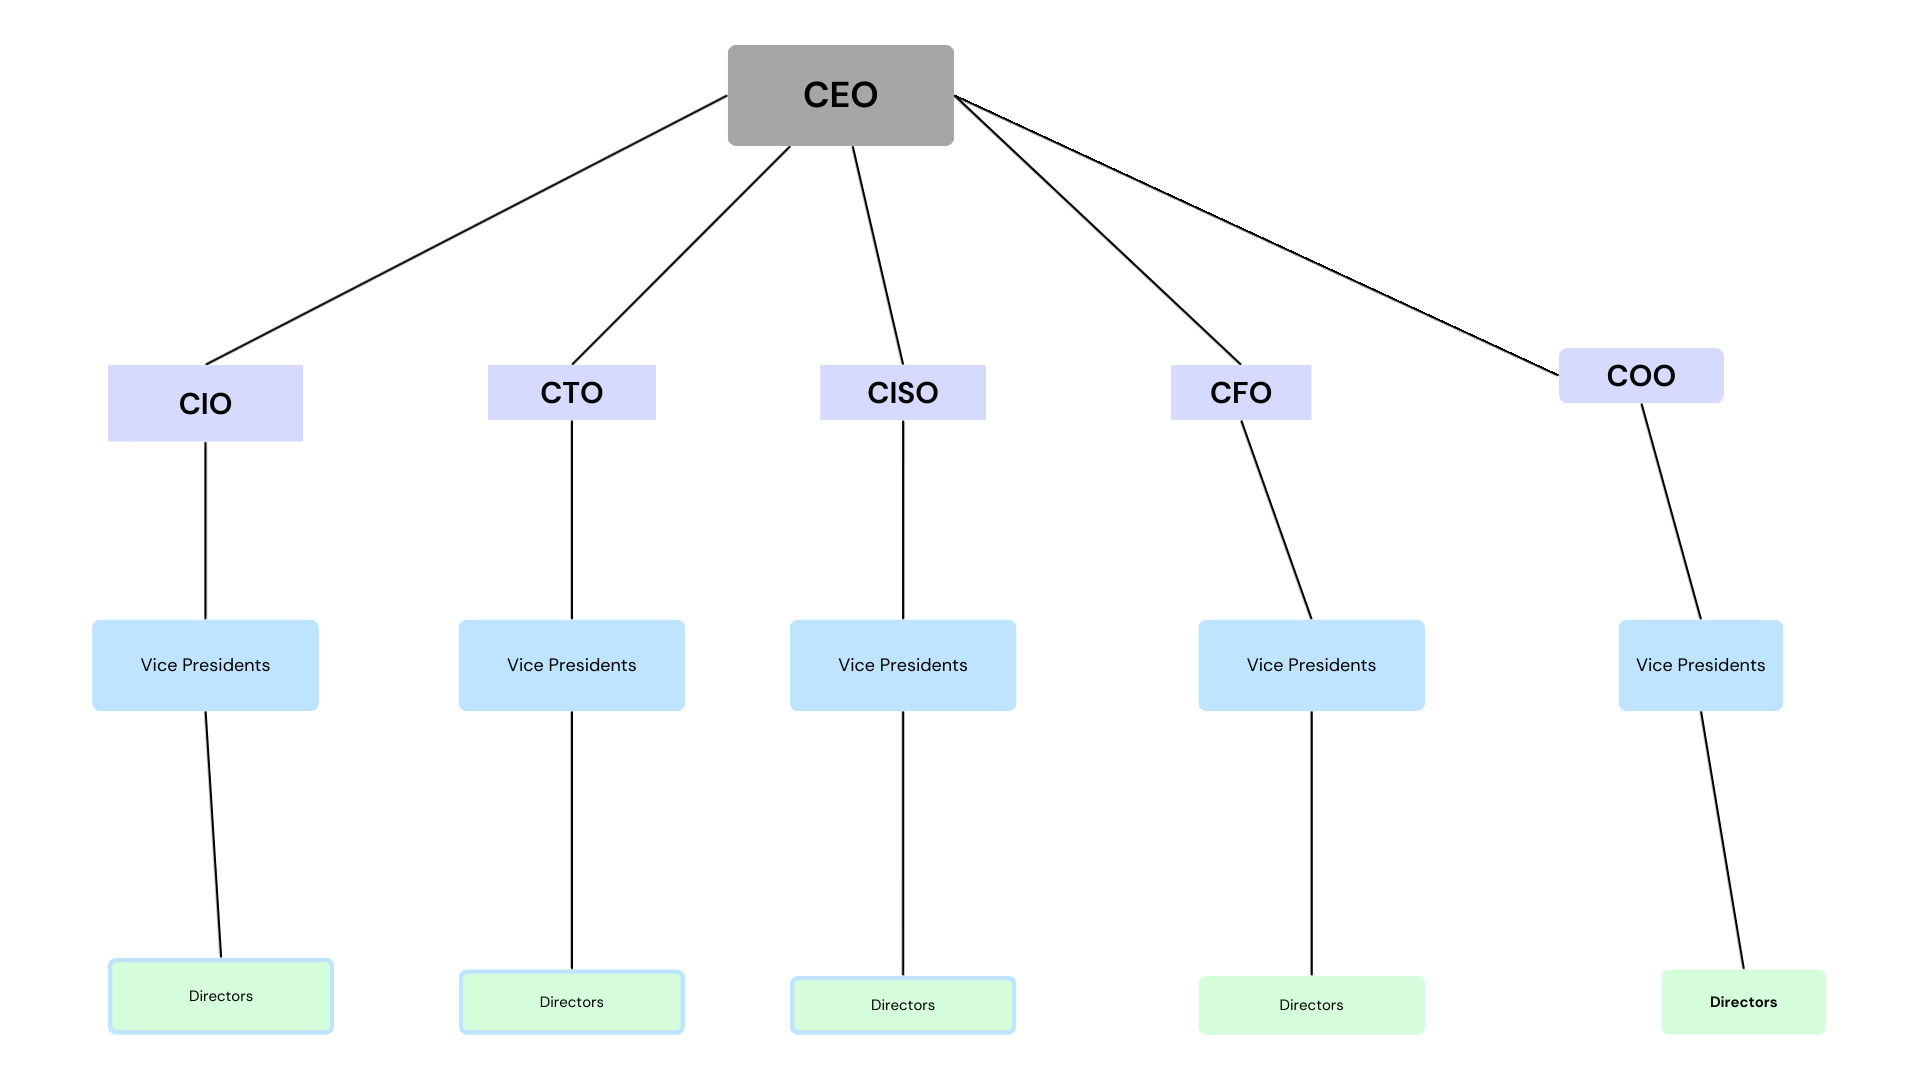 CEO
CIO
CTO
CISO
CFO
COO
Vice Presidents
Vice Presidents
Vice Presidents
Vice Presidents
Vice Presidents
Directors
Directors
Directors
Directors
Directors